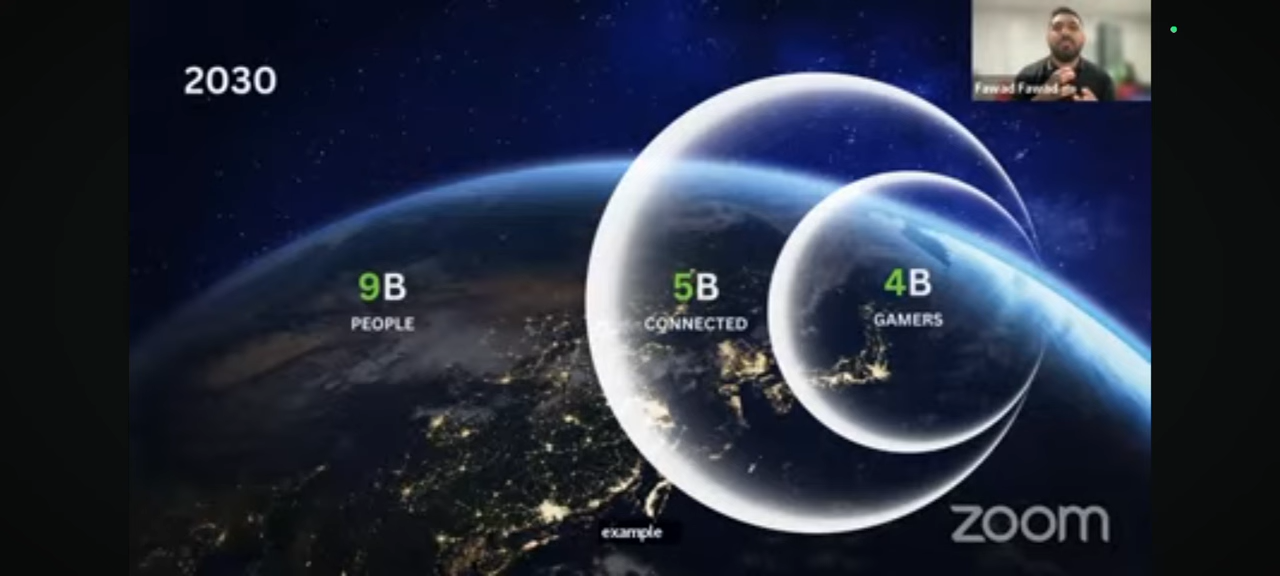 2030
Fawad Fawad
9B
PEOPLE
5B
CONNECTED
4B
GAMERS
example
zoom